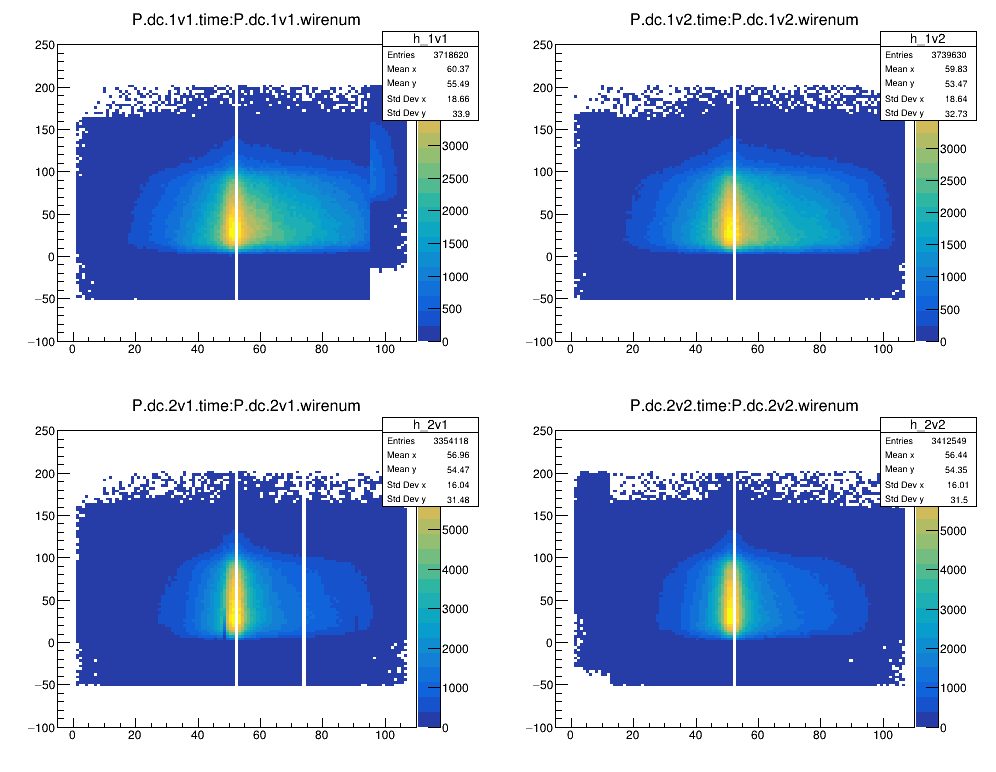 P.dc.1v1.time:P.dc.1v1.wirenum
h_1v1
Entries 3718620
Mean x 60.37
Mean y 55.49
Std Dev x 18.66
Std Dev y 33.9
250
200
150
100
50
0
−50
−100
0 20 40 60 80 100
3000
2500
2000
1500
1000
500
0
P.dc.1v2.time:P.dc.1v2.wirenum
h_1v2
Entries 3739630
Mean x 59.83
Mean y 53.47
Std Dev x 18.64
Std Dev y 32.73
250
200
150
100
50
0
−50
−100
0 20 40 60 80 100
3000
2500
2000
1500
1000
500
0
P.dc.2v1.time:P.dc.2v1.wirenum
h_2v1
Entries 3354118
Mean x 56.96
Mean y 54.47
Std Dev x 16.04
Std Dev y 31.48
250
200
150
100
50
0
−50
−100
0 20 40 60 80 100
5000
4000
3000
2000
1000
0
P.dc.2v2.time:P.dc.2v2.wirenum
h_2v2
Entries 3412549
Mean x 56.44
Mean y 54.35
Std Dev x 16.01
Std Dev y 31.5
250
200
150
100
50
0
−50
−100
0 20 40 60 80 100
5000
4000
3000
2000
1000
0